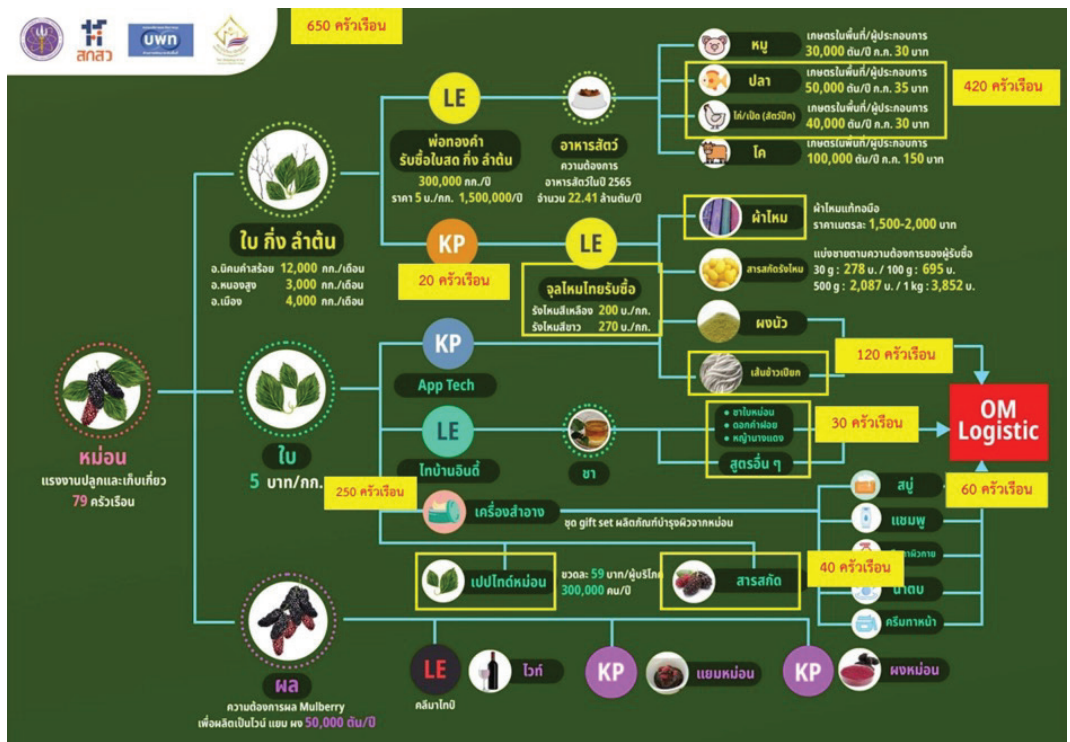 สกสว
บพท
650 ครัวเรือน
LE
พ่อทองคำ
รับซื้อใบสด กิ่ง ลำต้น
300,000 กก./ปี
ราคา 5 บ./กก. 1,500,000/ปี
อาหารสัตว์
ความต้องการ
อาหารสัตว์ในปี 2565
จำนวน 22.41 ล้านตัน/ปี
หมู
เกษตรในพื้นที่/ผู้ประกอบการ
30,000 ตัน/ปี ก.ก. 30 บาท
ปลา
เกษตรในพื้นที่/ผู้ประกอบการ
50,000 ตัน/ปี ก.ก. 35 บาท
ไก่/เป็ด (สัตว์ปีก)
เกษตรในพื้นที่/ผู้ประกอบการ
40,000 ตัน/ปี ก.ก. 30 บาท
โค
เกษตรในพื้นที่/ผู้ประกอบการ
100,000 ตัน/ปี ก.ก. 150 บาท
420 ครัวเรือน
ใบ กิ่ง ลำต้น
อ.นิคมคำสร้อย 12,000 กก./เดือน
อ.หนองสูง 3,000 กก./เดือน
อ.เมือง 4,000 กก./เดือน
KP
20 ครัวเรือน
LE
จุลไหมไทยรับซื้อ
รังไหมสีเหลือง 200 บ./กก.
รังไหมสีขาว 270 บ./กก.
ผ้าไหม
ผ้าไหมแท้ทอมือ
ราคาเมตรละ 1,500-2,000 บาท
สารสกัดรังไหม
แบ่งขายตามความต้องการของผู้รับซื้อ
30 g : 278 บ. / 100 g : 695 บ.
500 g : 2,087 บ. / 1 kg : 3,852 บ.
ผงนัว
เส้นข้าวเปียก
120 ครัวเรือน
หม่อน
แรงงานปลูกและเก็บเกี่ยว
79 ครัวเรือน
ใบ
5 บาท/กก.
KP
App Tech
LE
ไทบ้านอินดี้
ชา
• ชาใบหม่อน
• ดอกคำฝอย
• หญ้านางแดง
สูตรอื่น ๆ
30 ครัวเรือน
OM
Logistic
250 ครัวเรือน
เครื่องสำอาง
ชุด gift set ผลิตภัณฑ์บำรุงผิวจากหม่อน
สบู่
60 ครัวเรือน
แชมพู
เปปไทด์หม่อน
ขวดละ 59 บาท/ผู้บริโภค
300,000 คน/ปี
สารสกัด
40 ครัวเรือน
น้ำตบ
ครีมทาหน้า
ผล
ความต้องการผล Mulberry
เพื่อผลิตเป็นไวน์ แยม ผง 50,000 ตัน/ปี
LE
คลีมาโทปี
ไวท์
KP
แยมหม่อน
KP
ผงหม่อน